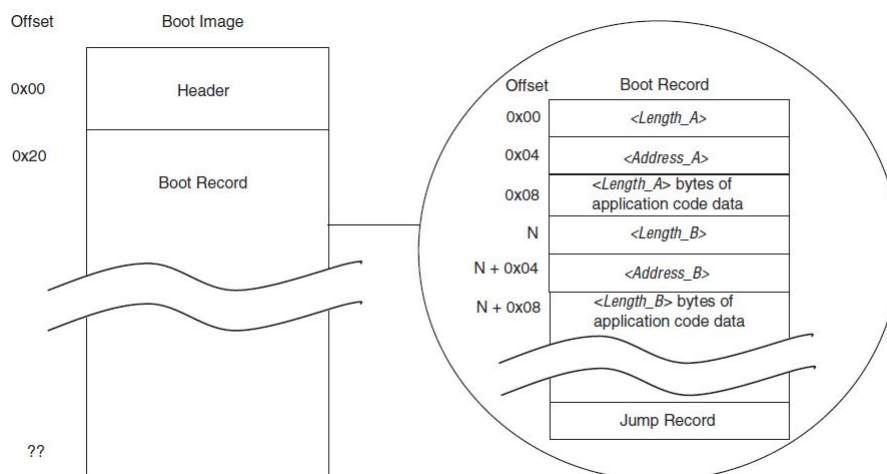 Offset Boot Image
0x00 Header
0x20
Boot Record
??
Offset Boot Record
0x00 <Length_A>
0x04 <Address_A>
0x08 <Length_A> bytes of
application code data
N <Length_B>
N + 0x04 <Address_B>
N + 0x08 <Length_B> bytes of
application code data
Jump Record